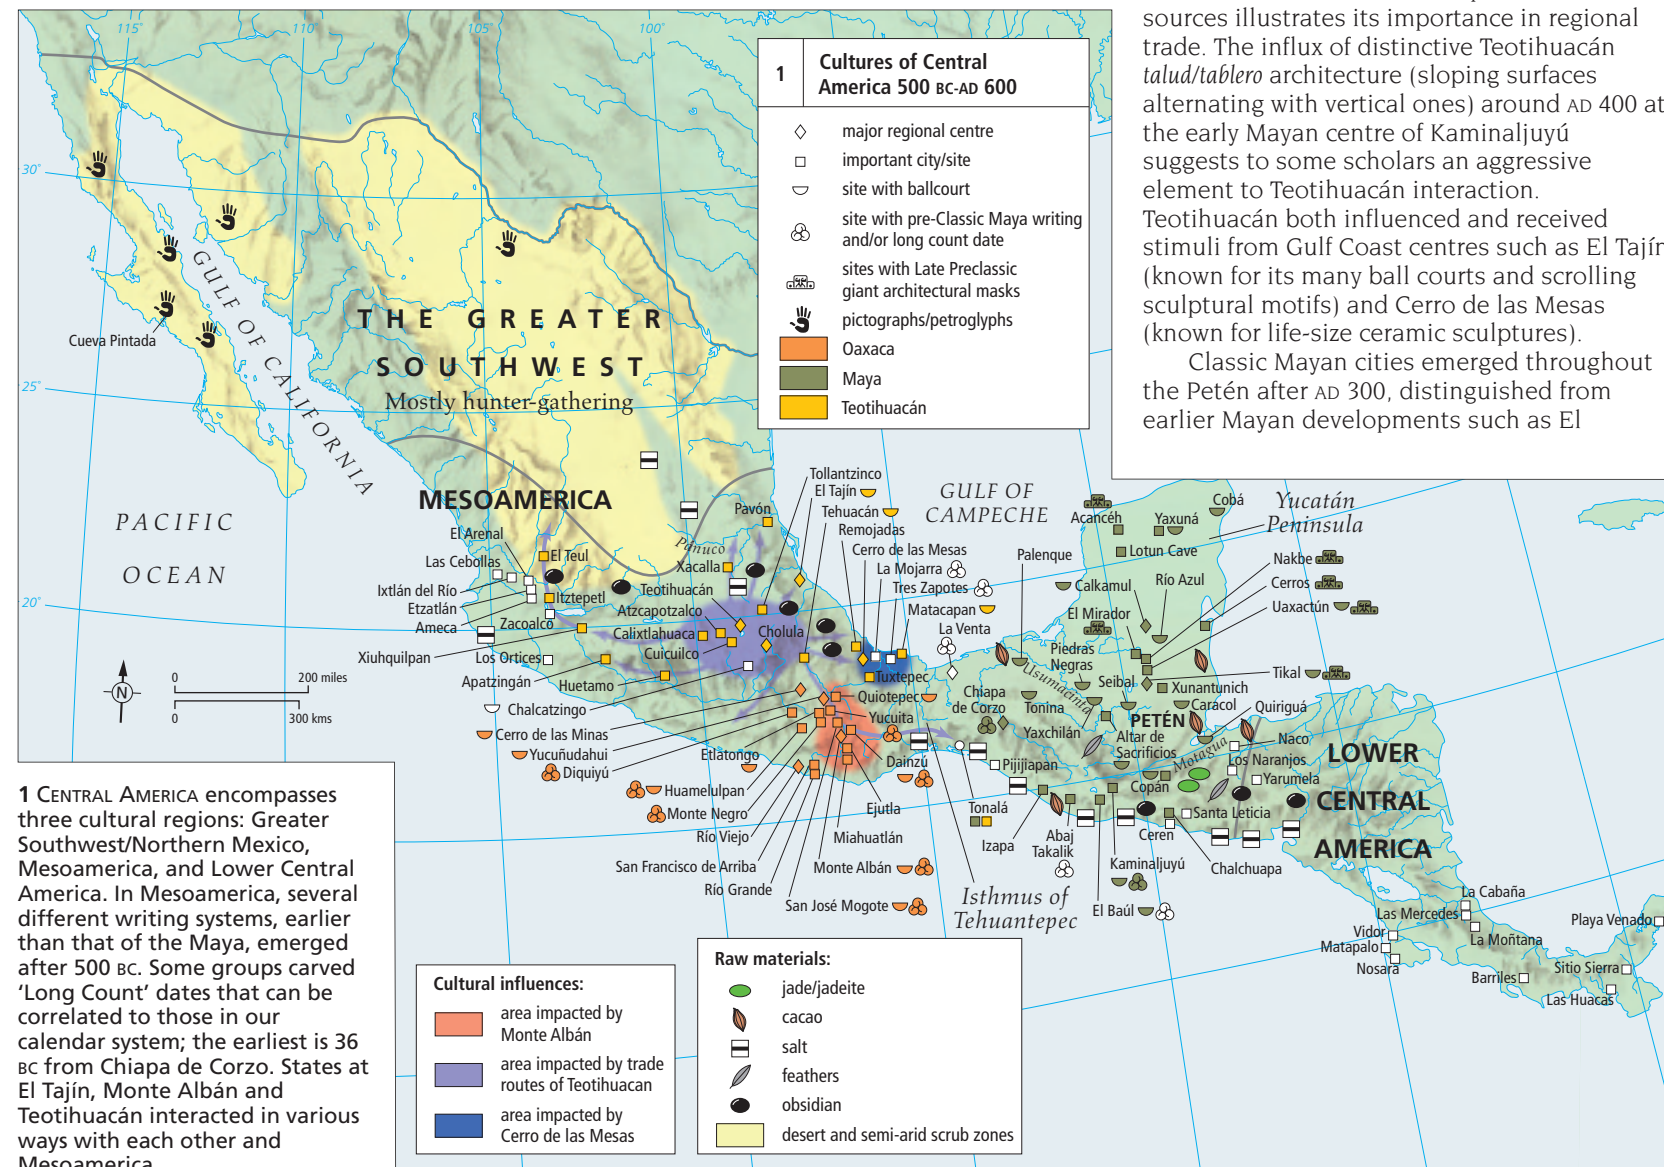 sources illustrates its importance in regional
trade. The influx of distinctive Teotihuacán
talud/tablero architecture (sloping surfaces
alternating with vertical ones) around AD 400 at
the early Mayan centre of Kaminaljuyú
suggests to some scholars an aggressive
element to Teotihuacán interaction.
Teotihuacán both influenced and received
stimuli from Gulf Coast centres such as El Tajín
(known for its many ball courts and scrolling
sculptural motifs) and Cerro de las Mesas
(known for life-size ceramic sculptures).
Classic Mayan cities emerged throughout
the Petén after AD 300, distinguished from
earlier Mayan developments such as El
1
Cultures of Central
America 500 BC-AD 600
major regional centre
important city/site
site with ballcourt
site with pre-Classic Maya writing
and/or long count date
sites with Late Preclassic
giant architectural masks
pictographs/petroglyphs
Oaxaca
Maya
Teotihuacán
115°
110°
105°
100°
30°
25°
20°
Cueva Pintada
GULF OF CALIFORNIA
THE GREATER
SOUTHWEST
Mostly hunter-gathering
MESOAMERICA
PACIFIC
OCEAN
GULF OF
CAMPECHE
Yucatán
Peninsula
Pánuco
El Arenal
Las Cebollas
Ixtlán del Río
Etzatlán
Ameca
El Teul
Itztepetl
Zacoalco
Xiuhquilpan
Los Ortices
Apatzingán
Huetamo
Pavón
Xacalla
Teotihuacán
Atzcapotzalco
Calixtlahuaca
Cuicuilco
Cholula
Tollantzinco
El Tajín
Tehuacán
Remojadas
Cerro de las Mesas
La Mojarra
Tres Zapotes
Matacapan
La Venta
Tuxtepec
Chalcatzingo
Cerro de las Minas
Yucuñudahui
Diquiyú
Etlatongo
Huamelulpan
Monte Negro
Río Viejo
San Francisco de Arriba
Río Grande
Quiotepec
Yucuita
Dainzú
Ejutla
Miahuatlán
Monte Albán
San José Mogote
Palenque
Acancéh
Yaxuná
Cobá
Lotun Cave
Calkamul
Río Azul
El Mirador
Nakbe
Cerros
Uaxactún
Piedras
Negras
Seibal
Usumacinta
Tikal
Xunantunich
Caracol
Quiriguá
Chiapa
de Corzo
Tonina
Yaxchilán
PETÉN
Altar de
Sacrificios
Motagua
Naco
Los Naranjos
Yarumela
Copán
Santa Leticia
Pijijiapan
Tonalá
Izapa
Abaj
Takalik
Ceren
Kaminaljuyú
Chalchuapa
El Baúl
Isthmus of
Tehuantepec
LOWER
CENTRAL
AMERICA
La Cabaña
Las Mercedes
La Moñtana
Vidor
Matapalo
Nosara
Barriles
Playa Venado
Sitio Sierra
Las Huacas
N
0 200 miles
0 300 kms
1 CENTRAL AMERICA encompasses
three cultural regions: Greater
Southwest/Northern Mexico,
Mesoamerica, and Lower Central
America. In Mesoamerica, several
different writing systems, earlier
than that of the Maya, emerged
after 500 BC. Some groups carved
'Long Count' dates that can be
correlated to those in our
calendar system; the earliest is 36
BC from Chiapa de Corzo. States at
El Tajín, Monte Albán and
Teotihuacán interacted in various
ways with each other and
Mesoamerica
Cultural influences:
area impacted by
Monte Albán
area impacted by trade
routes of Teotihuacan
area impacted by
Cerro de las Mesas
Raw materials:
jade/jadeite
cacao
salt
feathers
obsidian
desert and semi-arid scrub zones